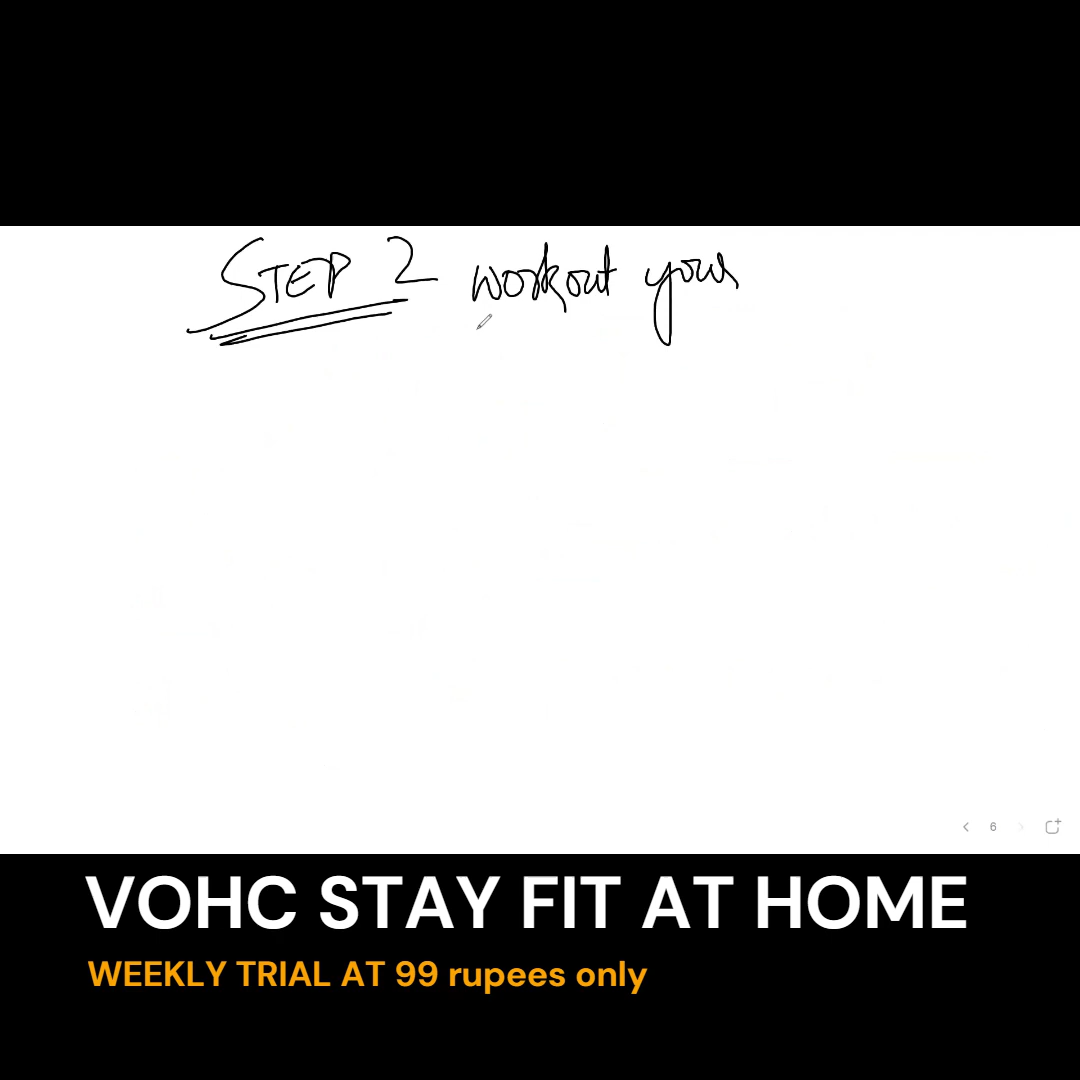 STEP 2 workout your
6
VOHC STAY FIT AT HOME
WEEKLY TRIAL AT 99 rupees only